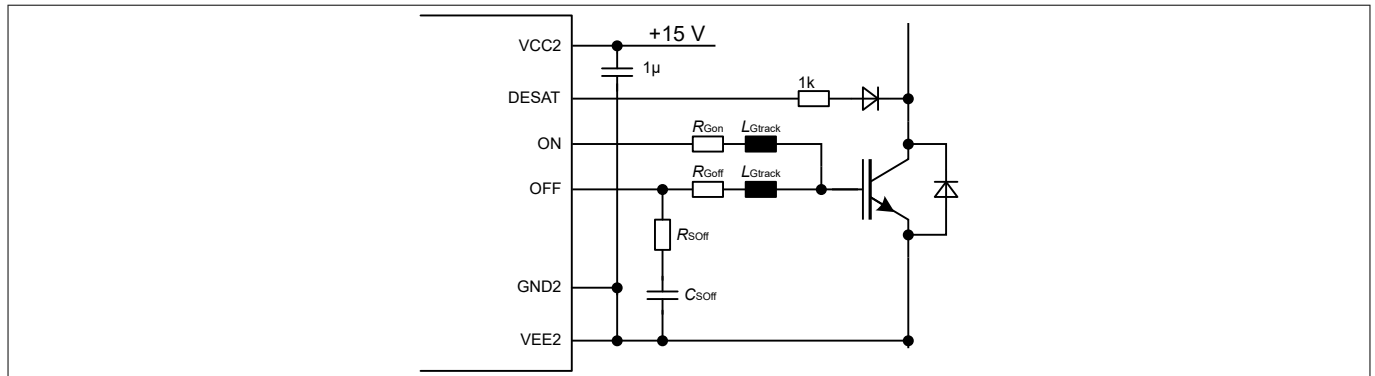 VCC2
+15 V
1µ
DESAT
1k
ON
RGon
LGtrack
OFF
RGoff
LGtrack
RSOff
GND2
CSOff
VEE2